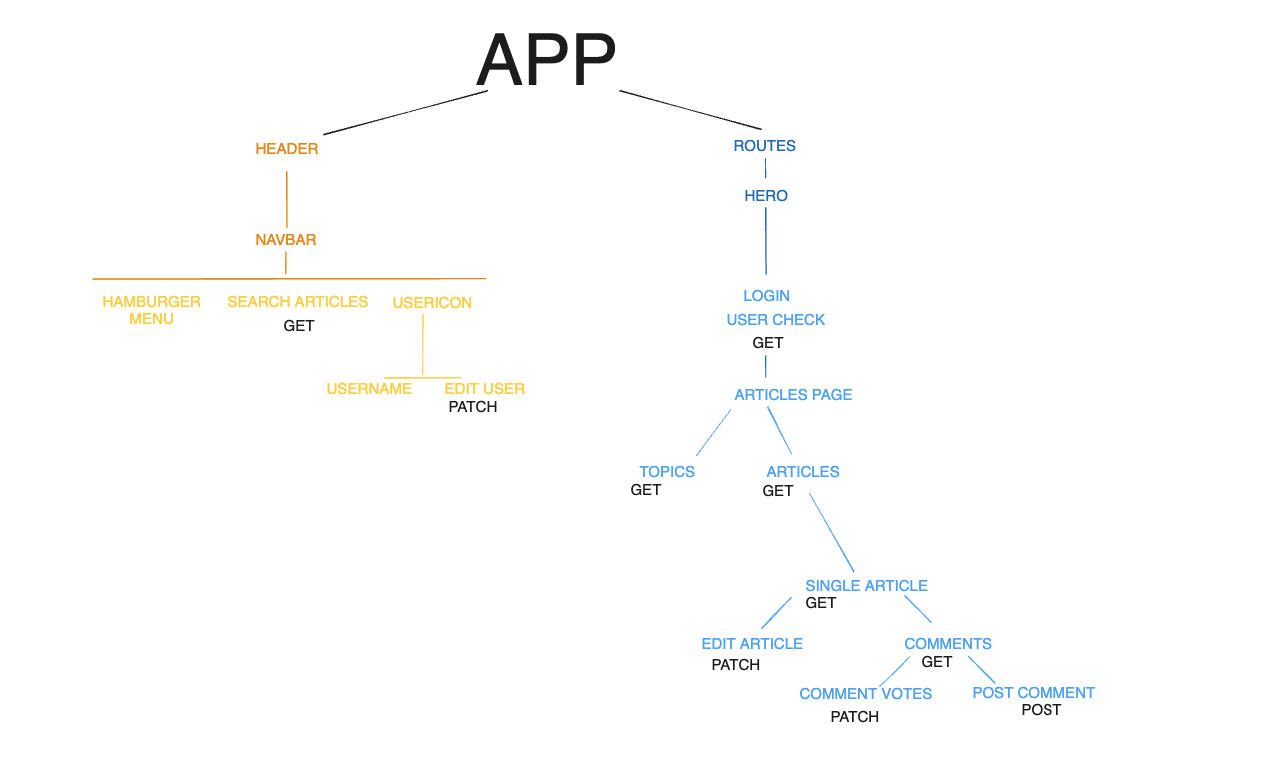 APP
HEADER
ROUTES
HERO
NAVBAR
HAMBURGER
MENU
SEARCH ARTICLES
GET
USERICON
USERNAME
EDIT USER
PATCH
LOGIN
USER CHECK
GET
ARTICLES PAGE
TOPICS
GET
ARTICLES
GET
SINGLE ARTICLE
GET
EDIT ARTICLE
PATCH
COMMENTS
GET
COMMENT VOTES
PATCH
POST COMMENT
POST